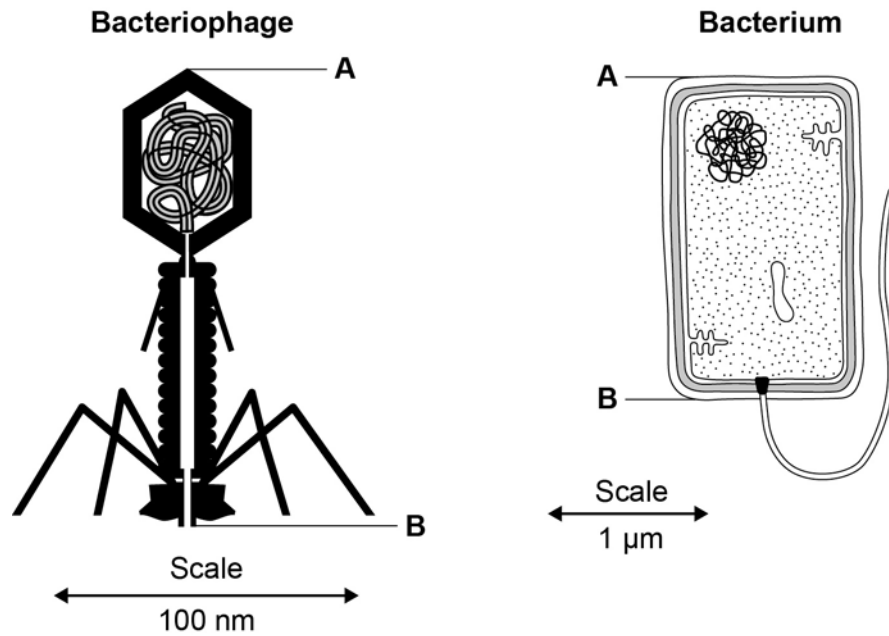 Bacteriophage
A
B
Scale
100 nm
Bacterium
A
B
Scale
1 µm